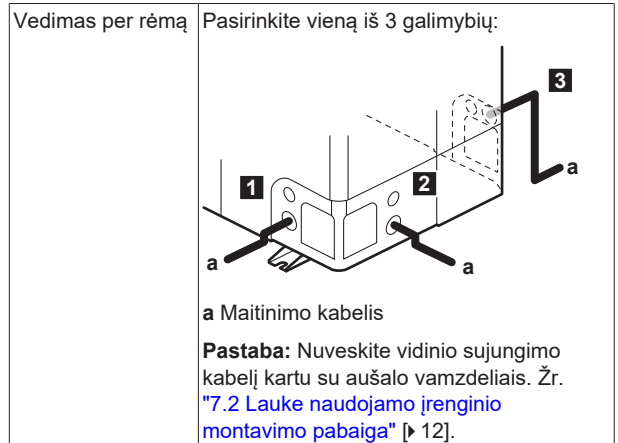 Vedimas per rėmą
Pasirinkite vieną iš 3 galimybių:
3
a
1
2
a
a
a Maitinimo kabelis
Pastaba: Nuveskite vidinio sujungimo
kabelį kartu su aušalo vamzdeliais. Žr.
"7.2 Lauke naudojamo įrenginio
montavimo pabaiga" [▸ 12].